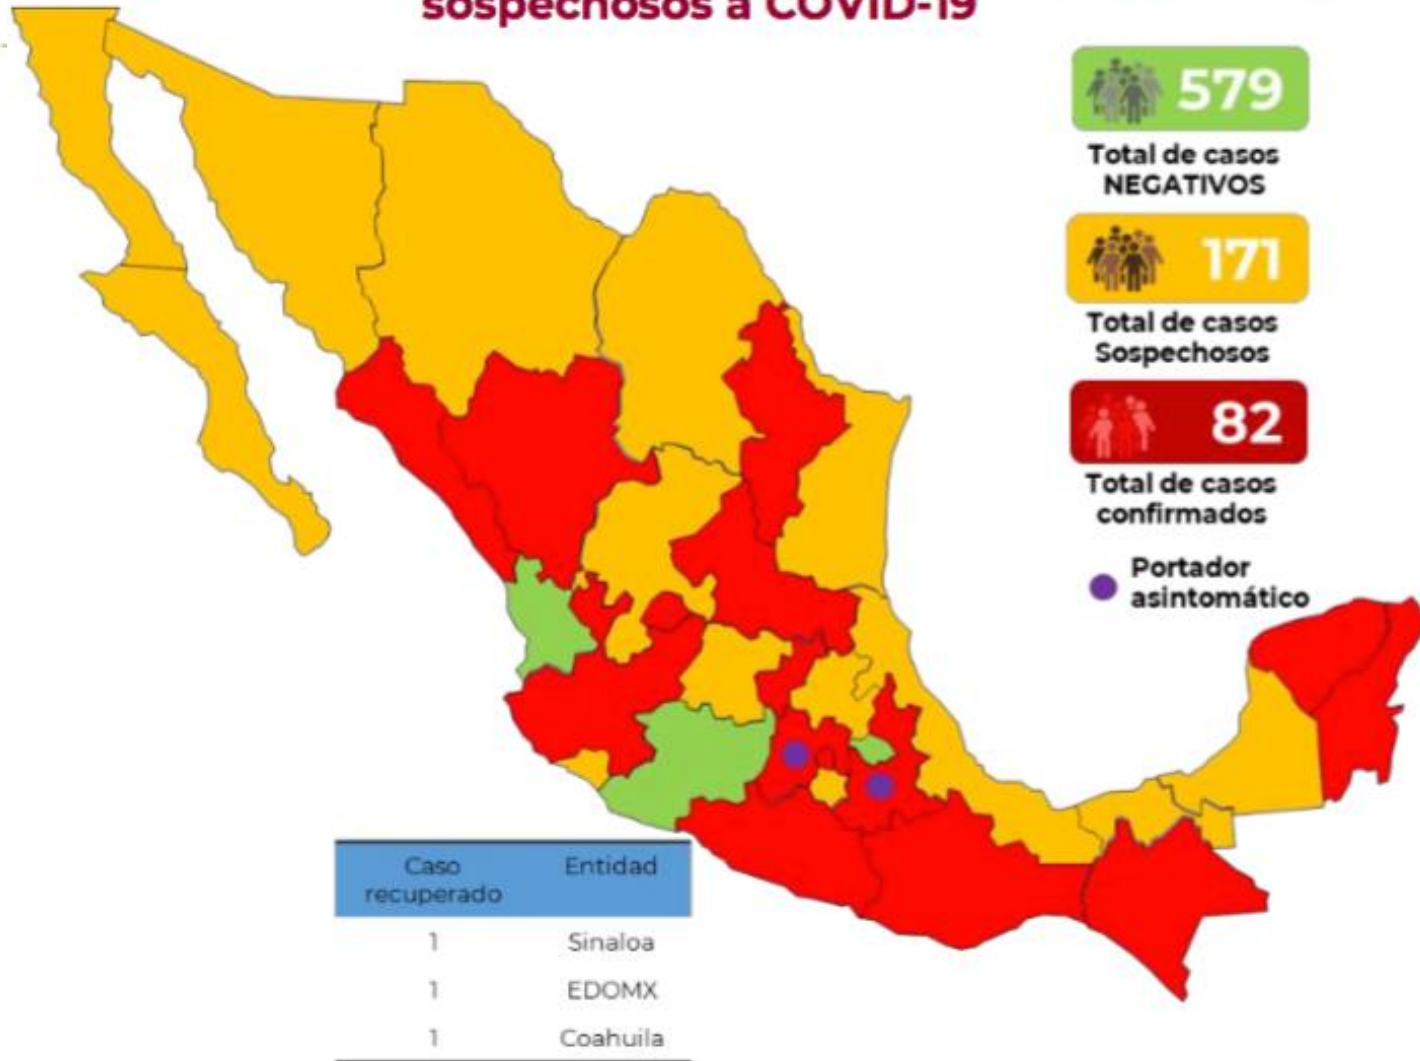 sospechosos a COVID-19
579
Total de casos
NEGATIVOS
171
Total de casos
Sospechosos
82
Total de casos
confirmados
Portador
asintomático
Caso recuperado Entidad
1 Sinaloa
1 EDOMX
1 Coahuila